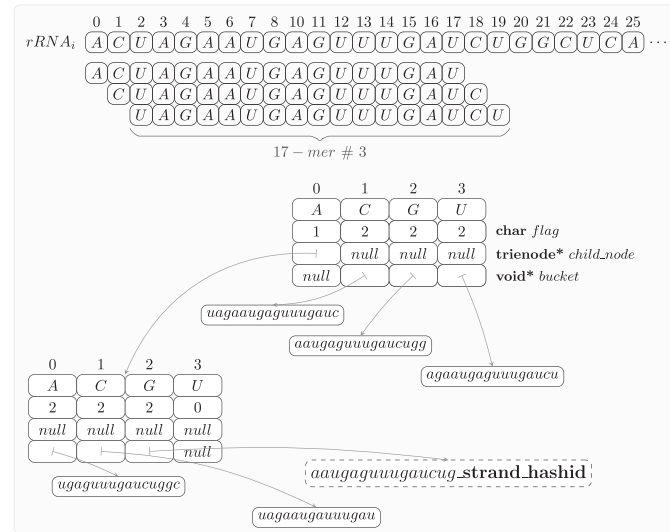 0 1 2 3 4 5 6 7 8 9 10 11 12 13 14 15 16 17 18 19 20 21 22 23 24 25
rRNA_i A C U A G A A U G A G U U U G A U C U G G C U C A ···
A C U A G A A U G A G U U U G A U
C U A G A A U G A G U U U G A U C
U A G A A U G A G U U U G A U C U
17 − mer # 3
0 1 2 3
A C G U
1 2 2 2 char flag
null null null trienode* child_node
null void* bucket
uagaaugaguuugauc
aaugaguuugaucugg
agaaugaguuugaucu
0 1 2 3
A C G U
2 2 2 0
null null null null
null
aaugaguuugaucug_strand_hashid
ugaguuugaucuggc
uagaaugauuugau